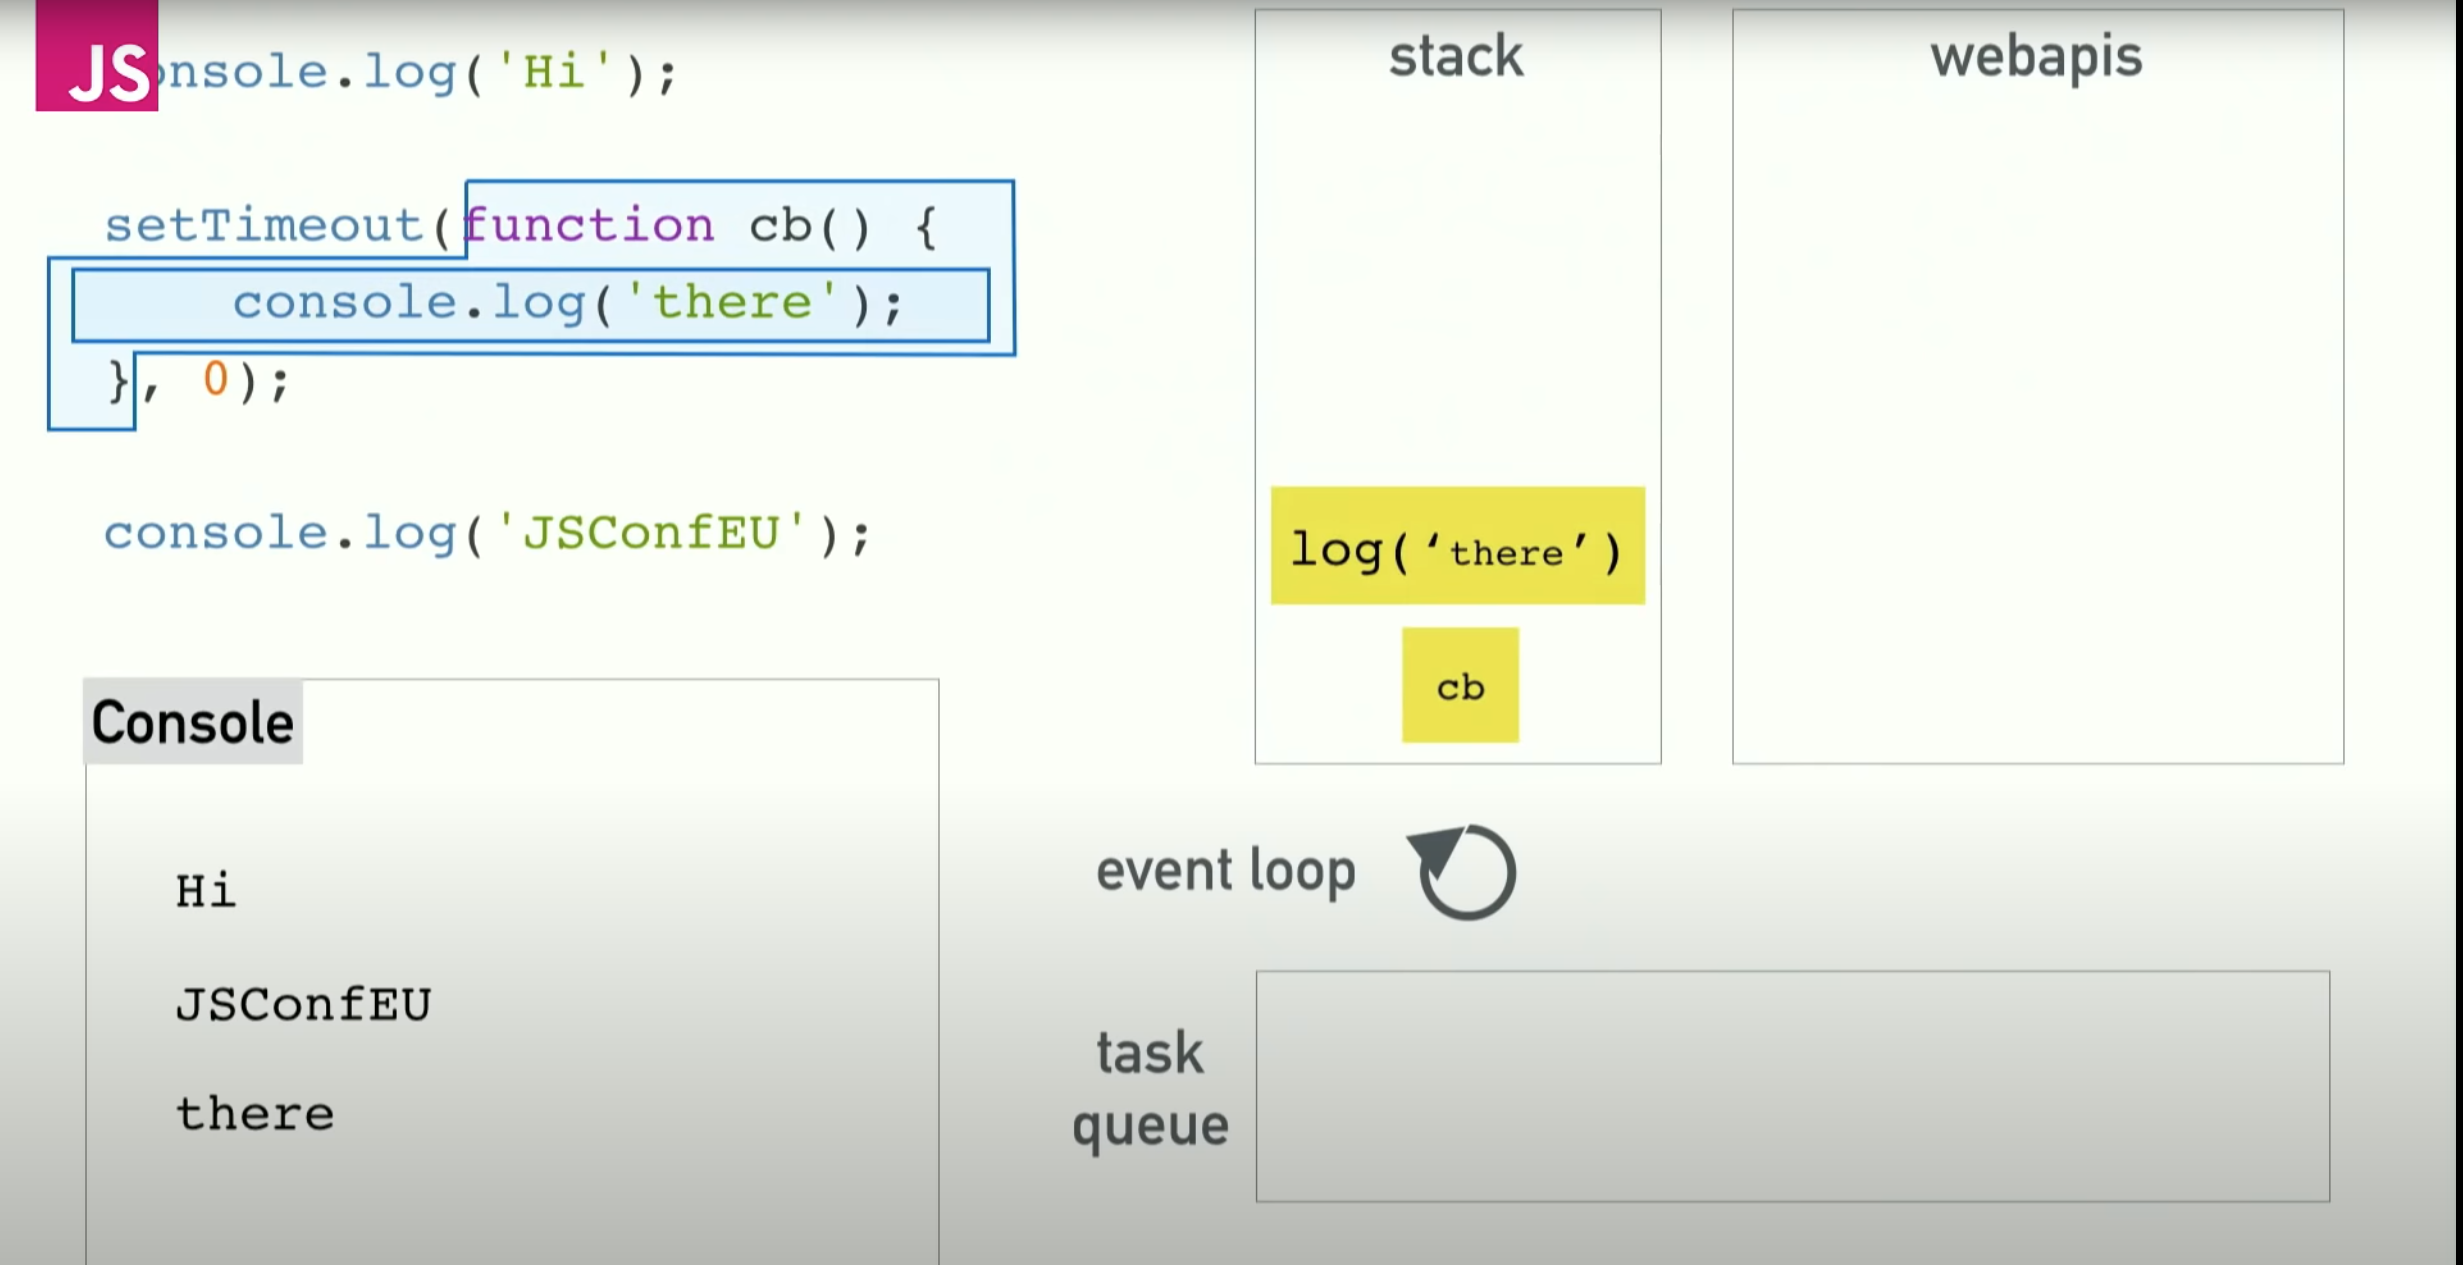 JS
onsole.log('Hi');
setTimeout(function cb() {
console.log('there');
}, 0);
console.log('JSConfEU');
Console
Hi
JSConfEU
there
stack
log(‘there’)
cb
webapis
event loop
task
queue